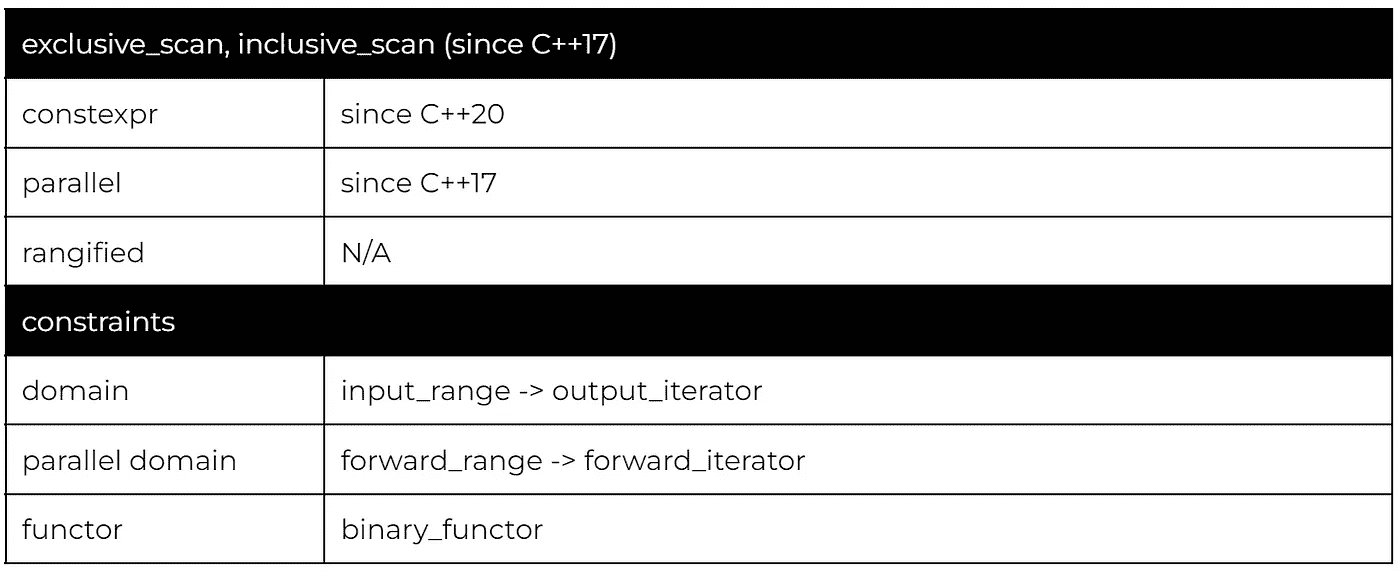 exclusive_scan, inclusive_scan (since C++17)
constexpr since C++20
parallel since C++17
rangified N/A
constraints
domain input_range -> output_iterator
parallel domain forward_range -> forward_iterator
functor binary_functor